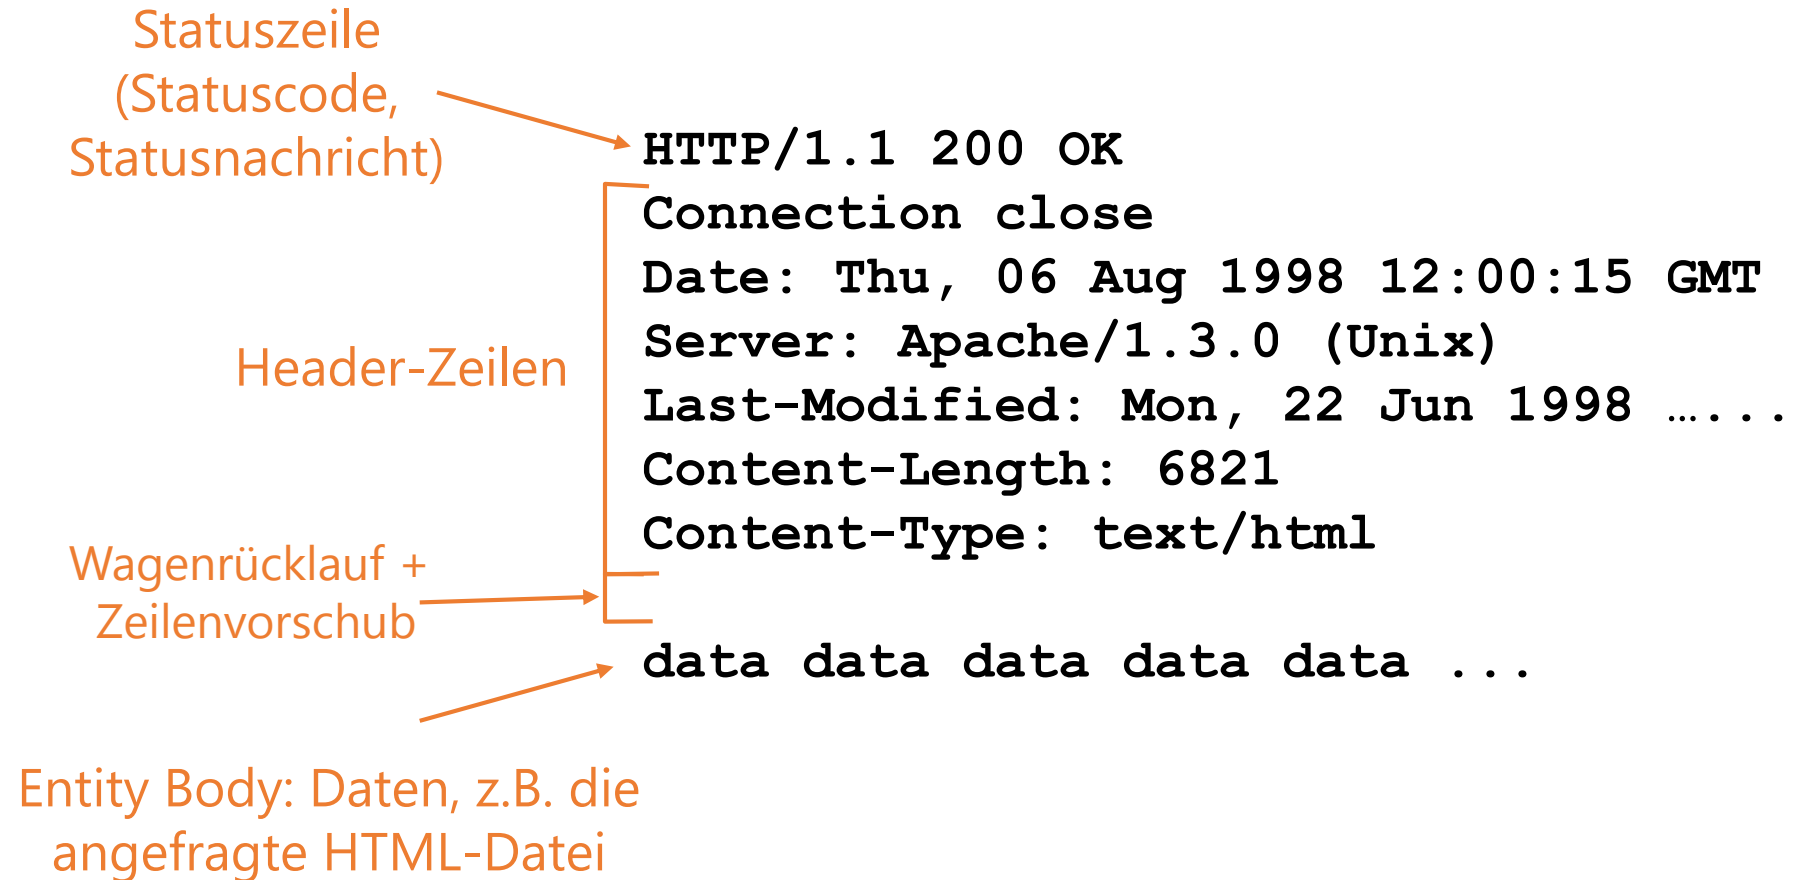 Statuszeile
(Statuscode,
Statusnachricht)
HTTP/1.1 200 OK
Connection close
Date: Thu, 06 Aug 1998 12:00:15 GMT
Server: Apache/1.3.0 (Unix)
Last-Modified: Mon, 22 Jun 1998 …...
Content-Length: 6821
Content-Type: text/html
Header-Zeilen
Wagenrücklauf +
Zeilenvorschub
data data data data data ...
Entity Body: Daten, z.B. die
angefragte HTML-Datei